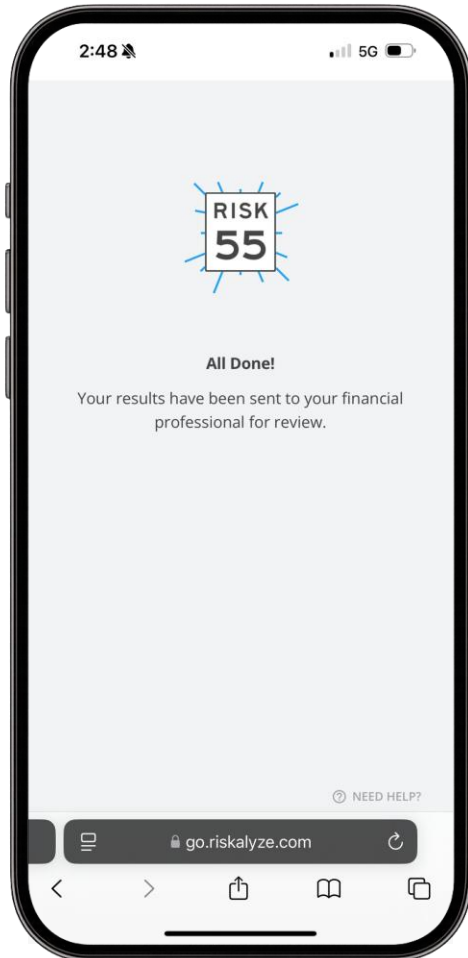 2:48
5G
RISK
55
All Done!
Your results have been sent to your financial
professional for review.
NEED HELP?
go.riskalyze.com